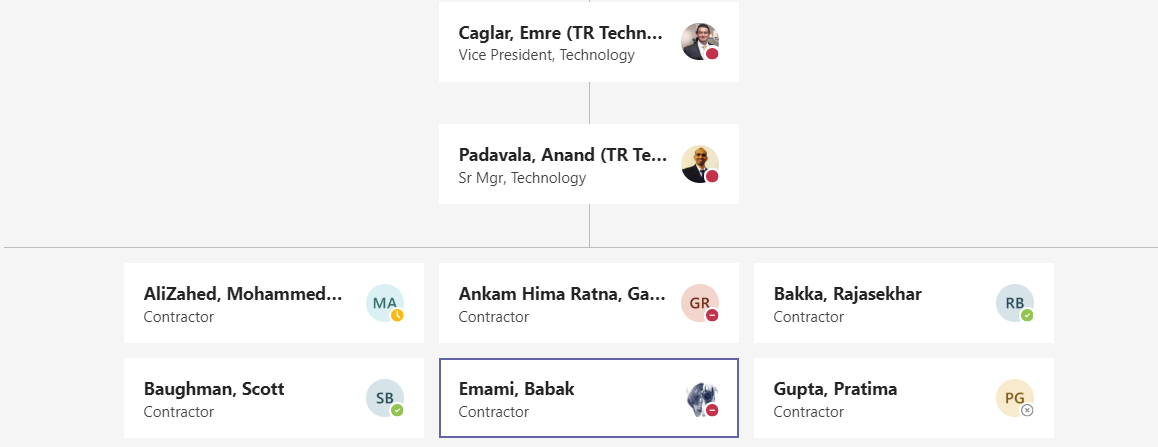 Caglar, Emre (TR Techn...
Vice President, Technology
Padavala, Anand (TR Te...
Sr Mgr, Technology
AliZahed, Mohammed...
Contractor
MA
Ankam Hima Ratna, Ga...
Contractor
GR
Bakka, Rajasekhar
Contractor
RB
Baughman, Scott
Contractor
SB
Emami, Babak
Contractor
Gupta, Pratima
Contractor
PG